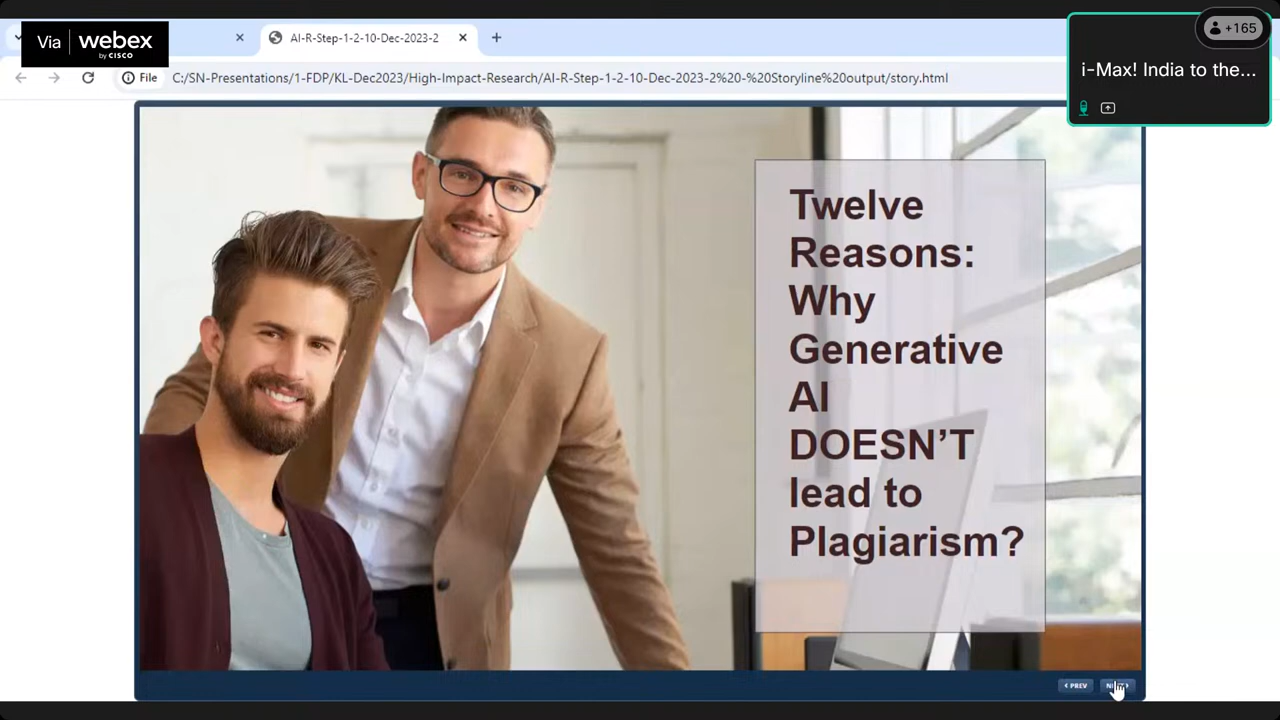 Via webex
by CISCO
AI-R-Step-1-2-10-Dec-2023-2
+165
i-Max! India to the...
File C:/SN-Presentations/1-FDP/KL-Dec2023/High-Impact-Research/AI-R-Step-1-2-10-Dec-2023-2%20-%20Storyline%20output/story.html
Twelve
Reasons:
Why
Generative
AI
DOESN’T
lead to
Plagiarism?
PREV